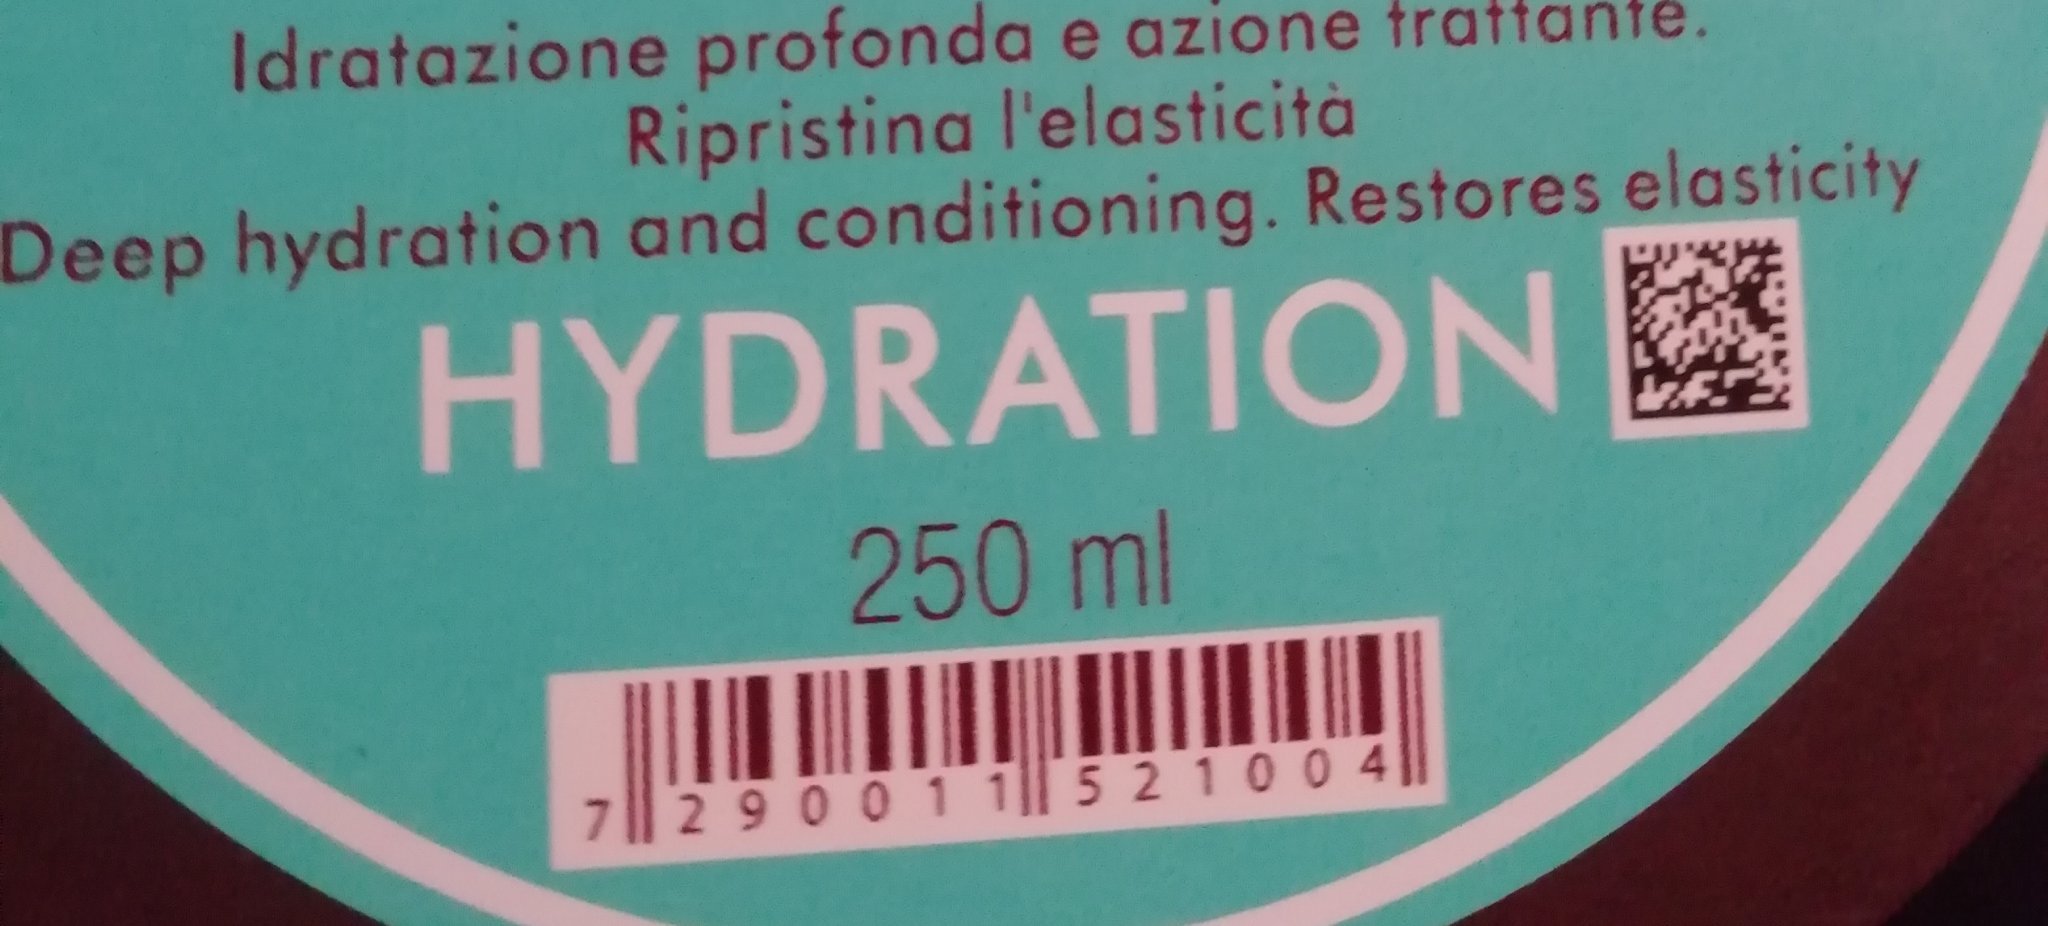 Idratazione profonda e azione trattante.
Ripristina l'elasticità
Deep hydration and conditioning. Restores elasticity
HYDRATION
250 ml
7 290011 521004